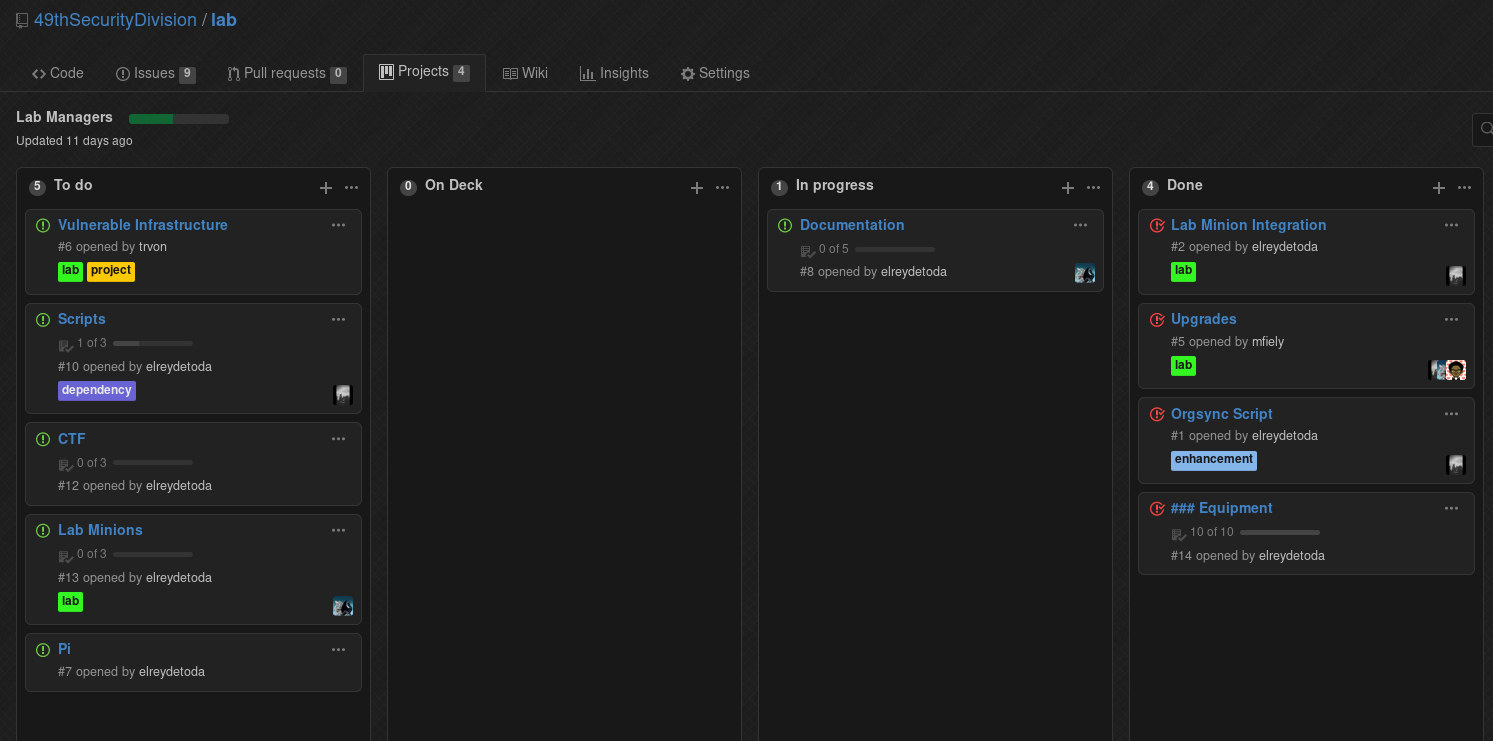 49thSecurityDivision / lab
Code
Issues 9
Pull requests 0
Projects 4
Wiki
Insights
Settings
Lab Managers
Updated 11 days ago
5 To do
Vulnerable Infrastructure
#6 opened by trvon
lab project
Scripts
1 of 3
#10 opened by elreydetoda
dependency
CTF
0 of 3
#12 opened by elreydetoda
Lab Minions
0 of 3
#13 opened by elreydetoda
lab
Pi
#7 opened by elreydetoda
0 On Deck
1 In progress
Documentation
0 of 5
#8 opened by elreydetoda
4 Done
Lab Minion Integration
#2 opened by elreydetoda
lab
Upgrades
#5 opened by mfiely
lab
Orgsync Script
#1 opened by elreydetoda
enhancement
### Equipment
10 of 10
#14 opened by elreydetoda